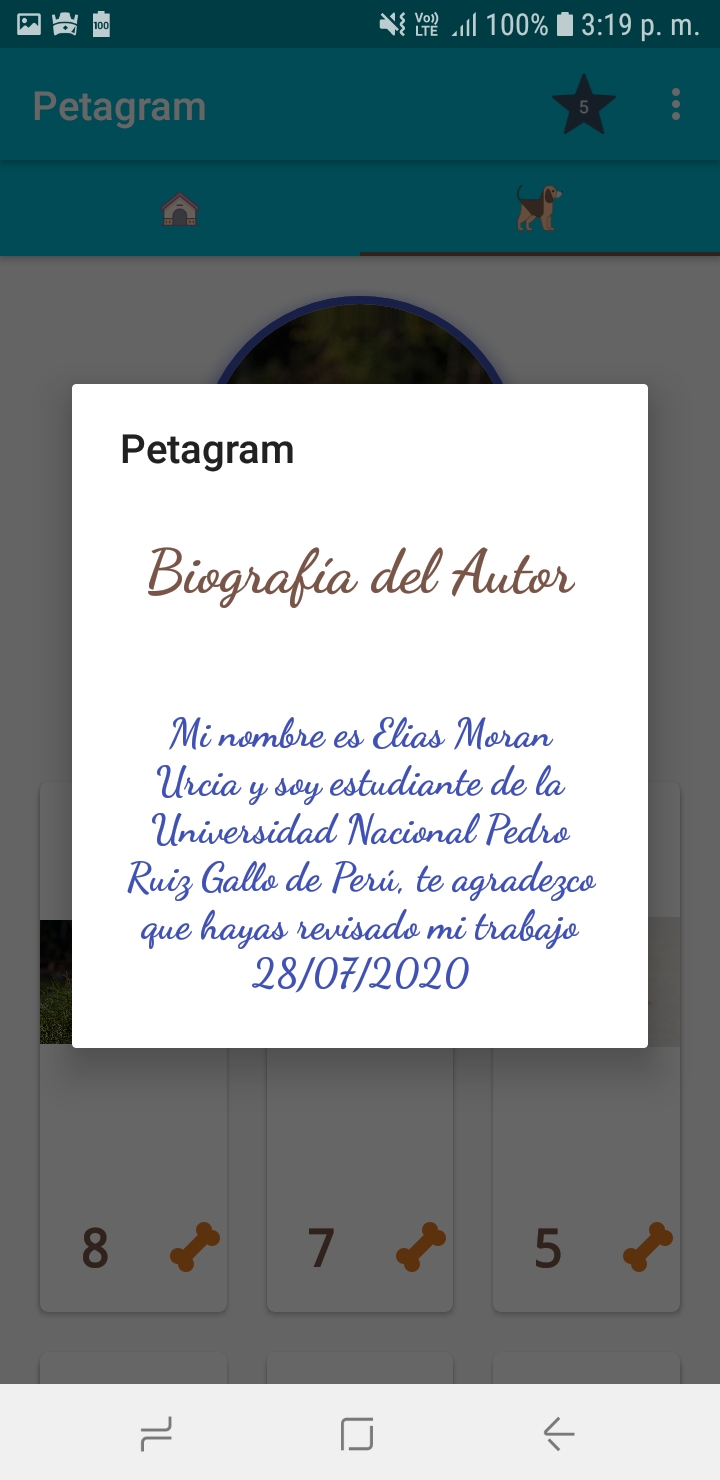 100
Vo))
LTE
100%
3:19 p. m.
Petagram
5
Petagram
Biografía del Autor
Mi nombre es Elias Moran
Urcia y soy estudiante de la
Universidad Nacional Pedro
Ruiz Gallo de Perú, te agradezco
que hayas revisado mi trabajo
28/07/2020
8
7
5